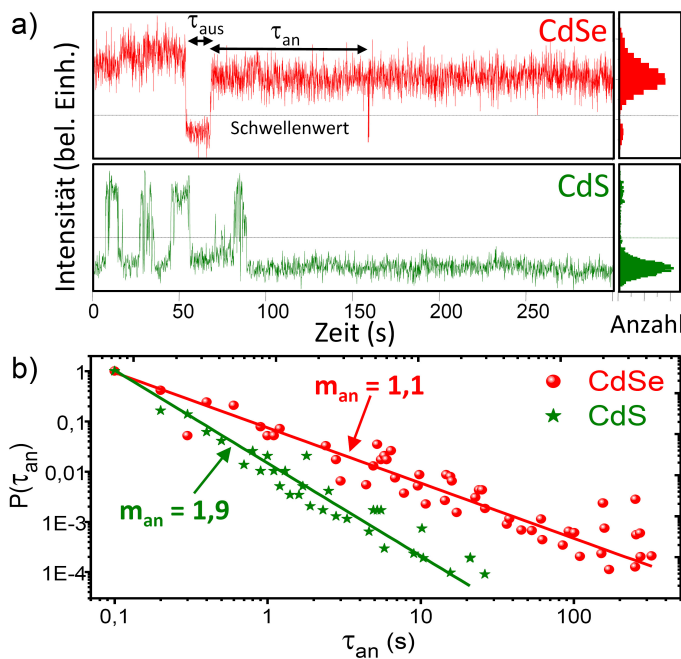 a)
τaus
τan
CdSe
Schwellenwert
CdS
Intensität (bel. Einh.)
0 50 100 150 200 250
Zeit (s)
Anzahl
b)
1
0,1
0,01
1E-3
1E-4
P(τan)
man = 1,1
man = 1,9
CdSe
CdS
0,1 1 10 100
τan (s)